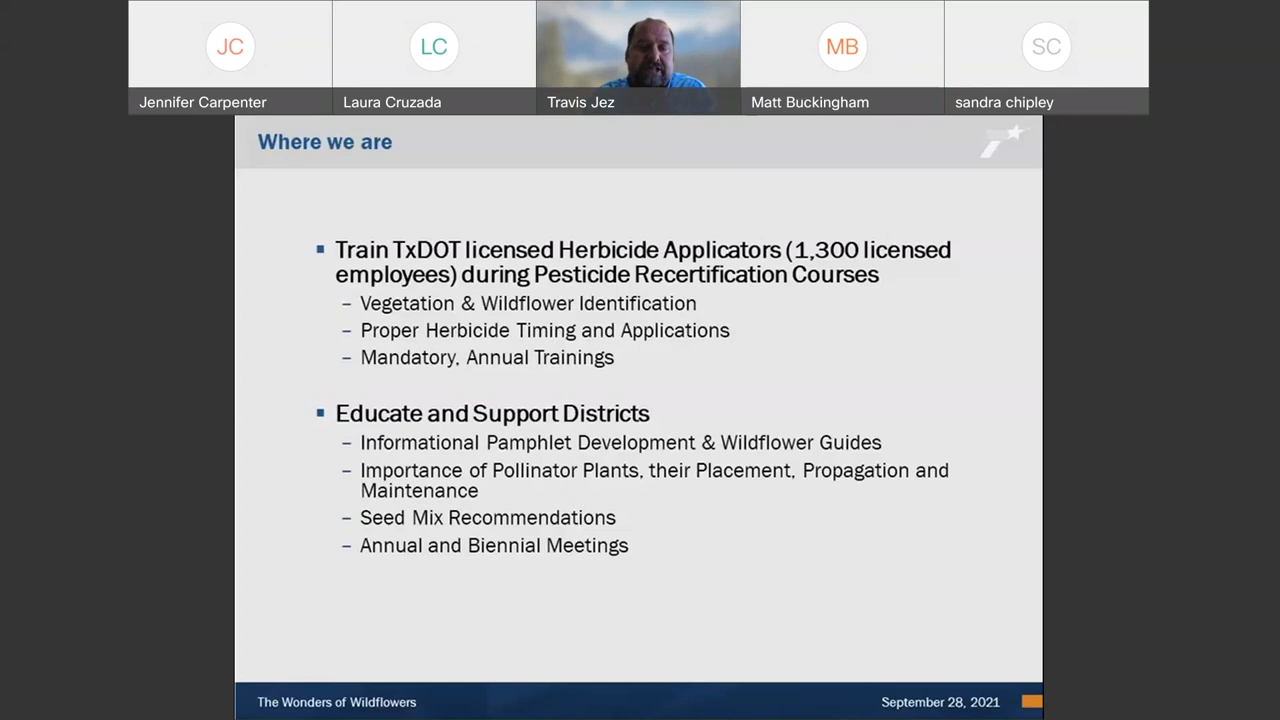 JC
LC
MB
SC
Jennifer Carpenter
Laura Cruzada
Travis Jez
Matt Buckingham
sandra chipley
Where we are
Train TxDOT licensed Herbicide Applicators (1,300 licensed
employees) during Pesticide Recertification Courses
– Vegetation & Wildflower Identification
– Proper Herbicide Timing and Applications
– Mandatory, Annual Trainings
Educate and Support Districts
– Informational Pamphlet Development & Wildflower Guides
– Importance of Pollinator Plants, their Placement, Propagation and
Maintenance
– Seed Mix Recommendations
– Annual and Biennial Meetings
The Wonders of Wildflowers
September 28, 2021